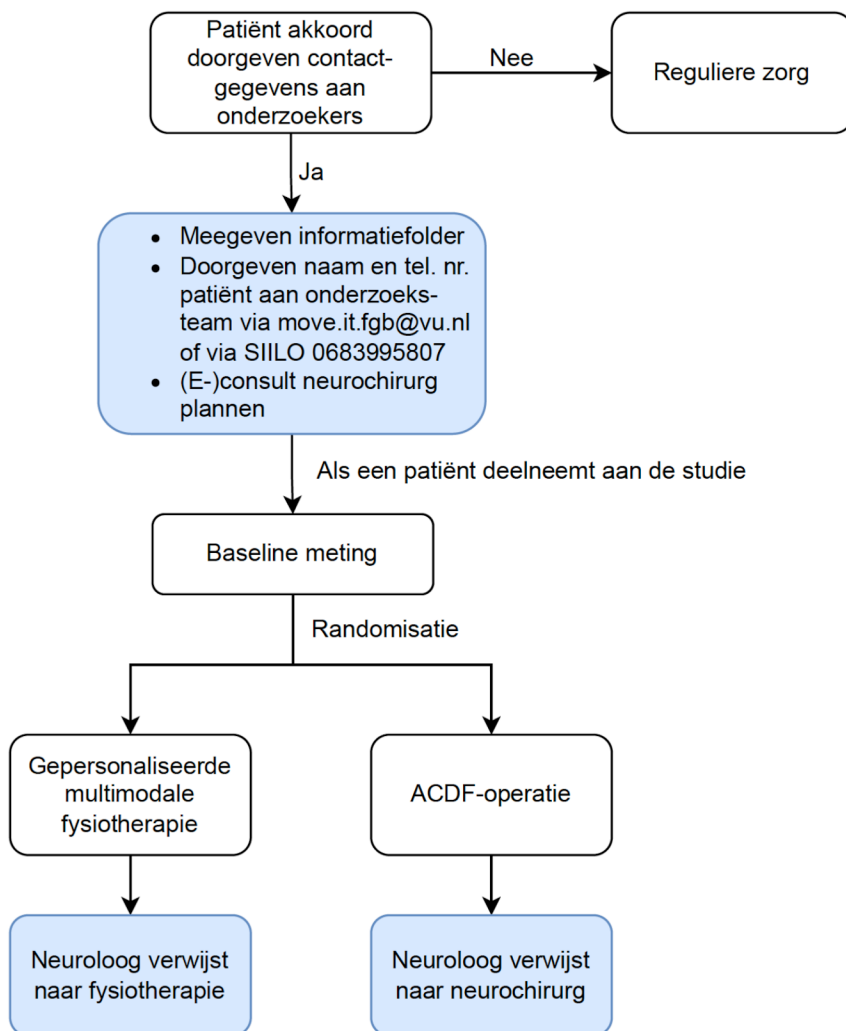 Patiënt akkoord
doorgeven contact-
gegevens aan
onderzoekers
Nee
Reguliere zorg
Ja
• Meegeven informatiefolder
• Doorgeven naam en tel. nr.
patiënt aan onderzoeks-
team via move.it.fgb@vu.nl
of via SIILO 0683995807
• (E-)consult neurochirurg
plannen
Als een patiënt deelneemt aan de studie
Baseline meting
Randomisatie
Gepersonaliseerde
multimodale
fysiotherapie
ACDF-operatie
Neuroloog verwijst
naar fysiotherapie
Neuroloog verwijst
naar neurochirurg